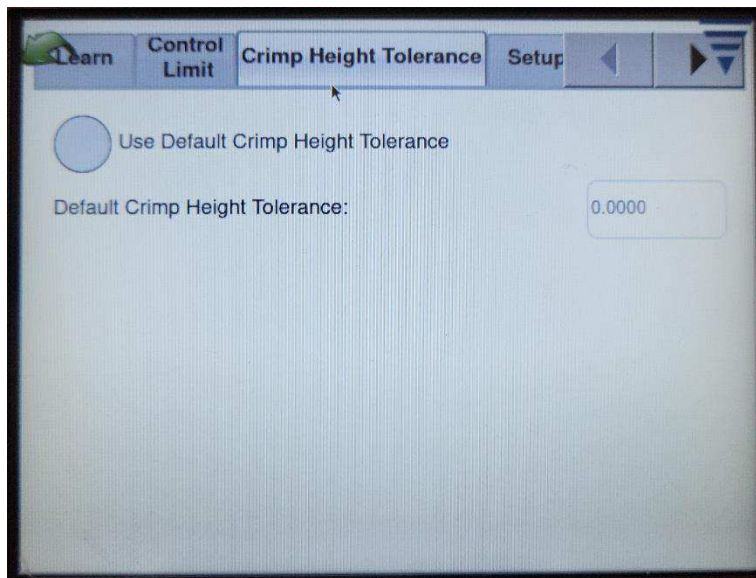 Learn
Control
Limit
Crimp Height Tolerance
Setup
Use Default Crimp Height Tolerance
Default Crimp Height Tolerance:
0.0000